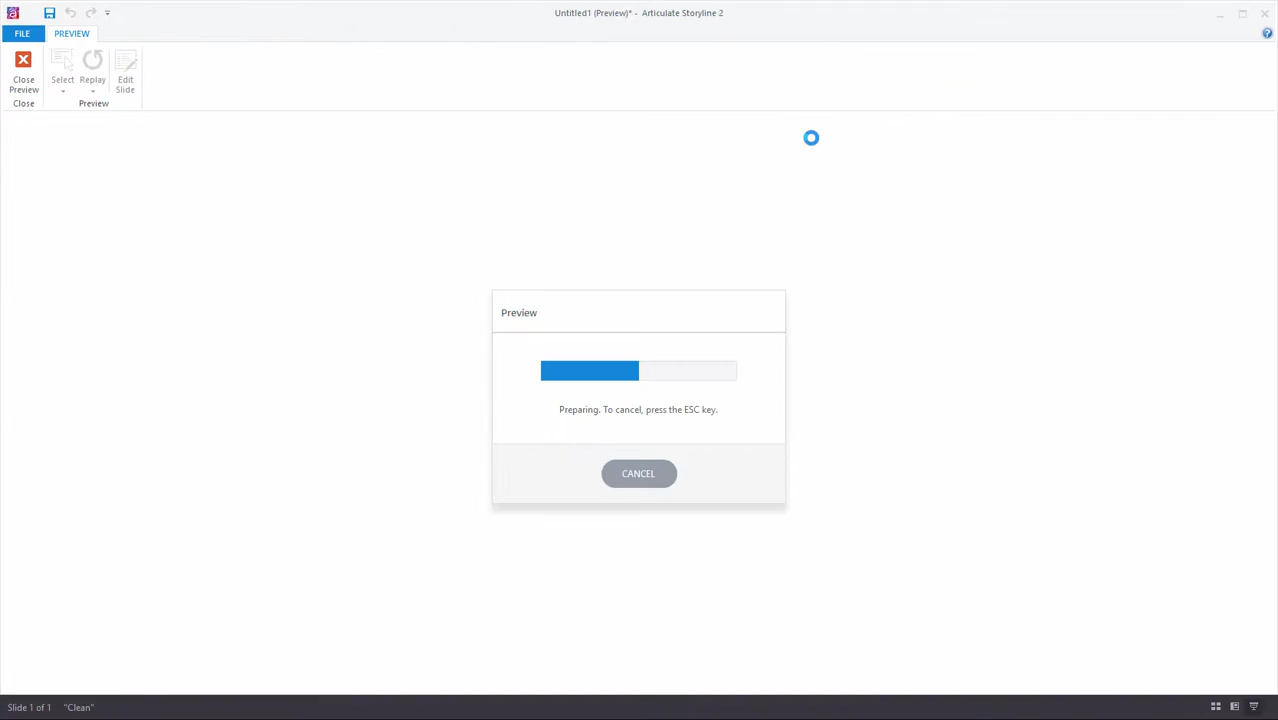 Untitled1 (Preview)* - Articulate Storyline 2
FILE
PREVIEW
Close Preview
Select
Replay
Edit Slide
Close
Preview
Preview
Preparing. To cancel, press the ESC key.
CANCEL
Slide 1 of 1
"Clean"